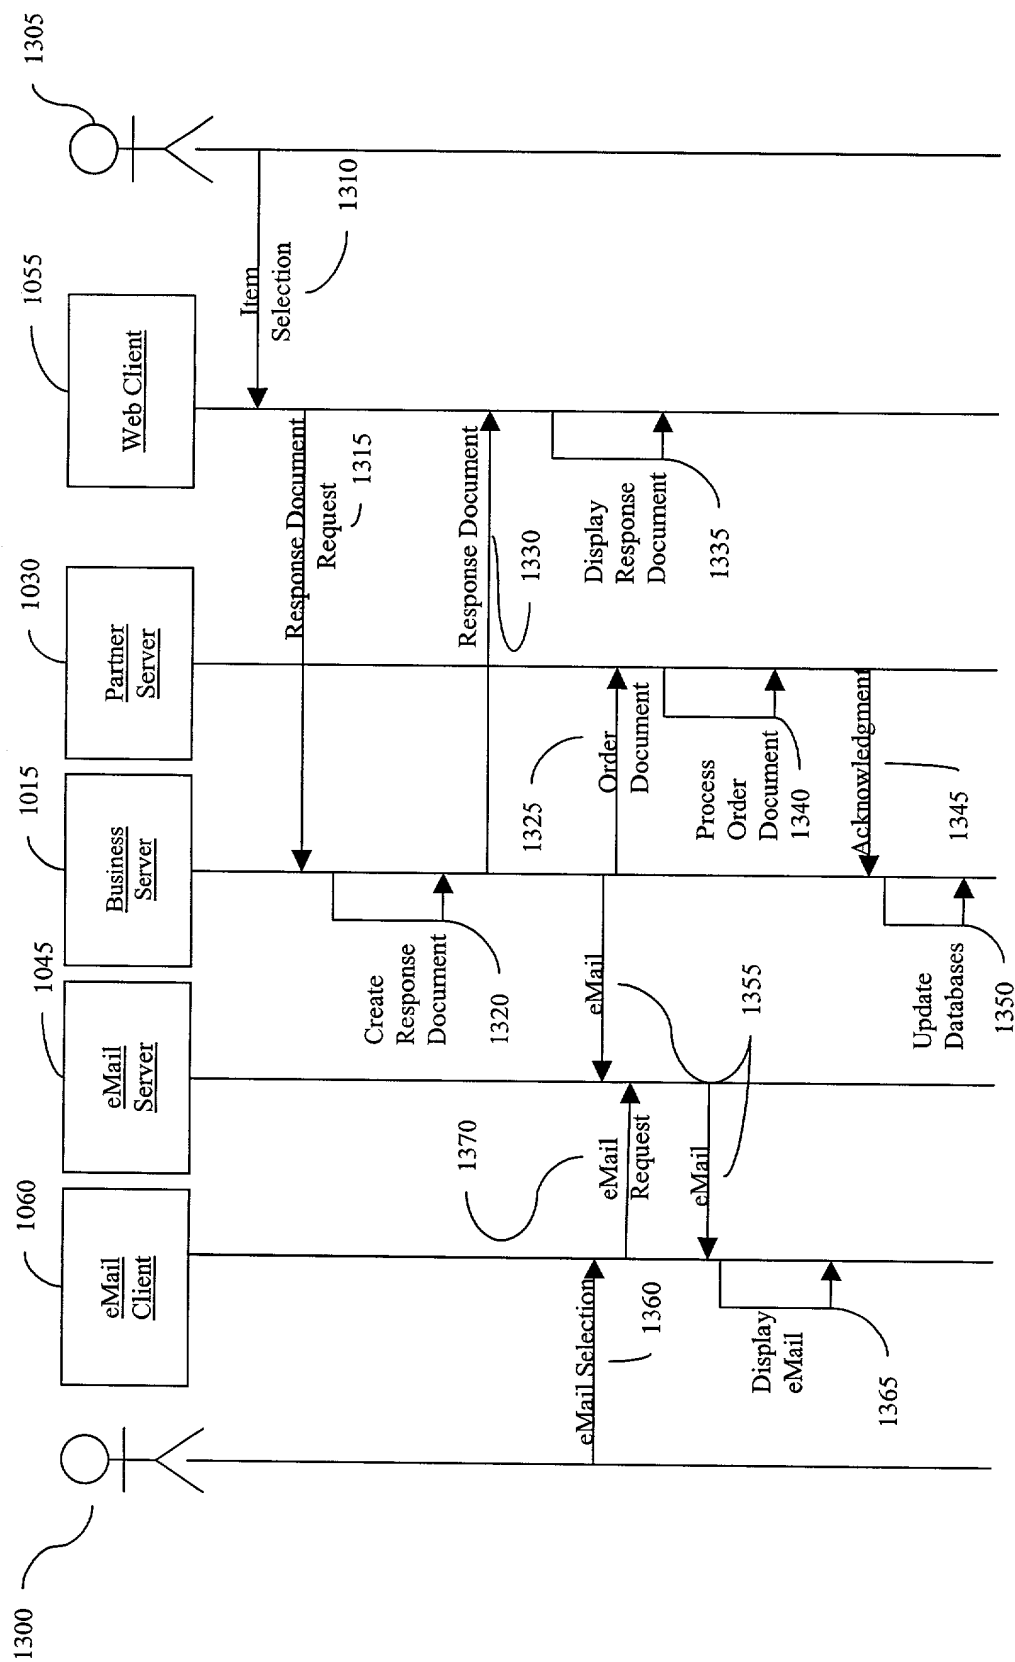 1300
1305
1060
1045
1015
1030
1055
eMail
Client
eMail
Server
Business
Server
Partner
Server
Web Client
Item
Selection
1310
Response Document
Request
1315
Create
Response
Document
1320
Response Document
1330
Display
Response
Document
1335
eMail Selection
1360
eMail
1355
Order
Document
1325
eMail
Request
1370
Process
Order
Document
1340
eMail
Display
eMail
1365
Acknowledgment
1345
Update
Databases
1350